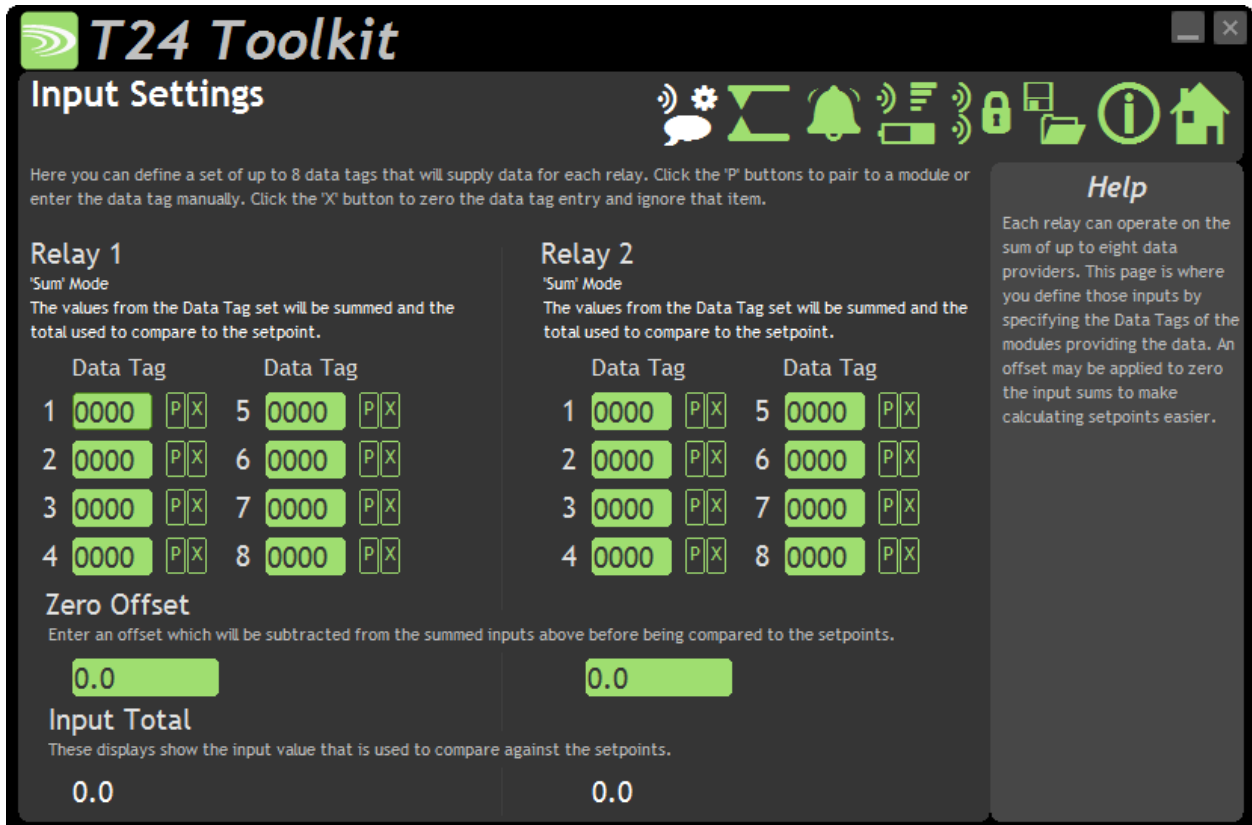 T24 Toolkit
Input Settings
Here you can define a set of up to 8 data tags that will supply data for each relay. Click the 'P' buttons to pair to a module or
enter the data tag manually. Click the 'X' button to zero the data tag entry and ignore that item.
Relay 1
'Sum' Mode
The values from the Data Tag set will be summed and the
total used to compare to the setpoint.
Data Tag Data Tag
1 0000 P X 5 0000 P X
2 0000 P X 6 0000 P X
3 0000 P X 7 0000 P X
4 0000 P X 8 0000 P X
Relay 2
'Sum' Mode
The values from the Data Tag set will be summed and the
total used to compare to the setpoint.
Data Tag Data Tag
1 0000 P X 5 0000 P X
2 0000 P X 6 0000 P X
3 0000 P X 7 0000 P X
4 0000 P X 8 0000 P X
Zero Offset
Enter an offset which will be subtracted from the summed inputs above before being compared to the setpoints.
0.0 0.0
Input Total
These displays show the input value that is used to compare against the setpoints.
0.0 0.0
Help
Each relay can operate on the
sum of up to eight data
providers. This page is where
you define those inputs by
specifying the Data Tags of the
modules providing the data. An
offset may be applied to zero
the input sums to make
calculating setpoints easier.